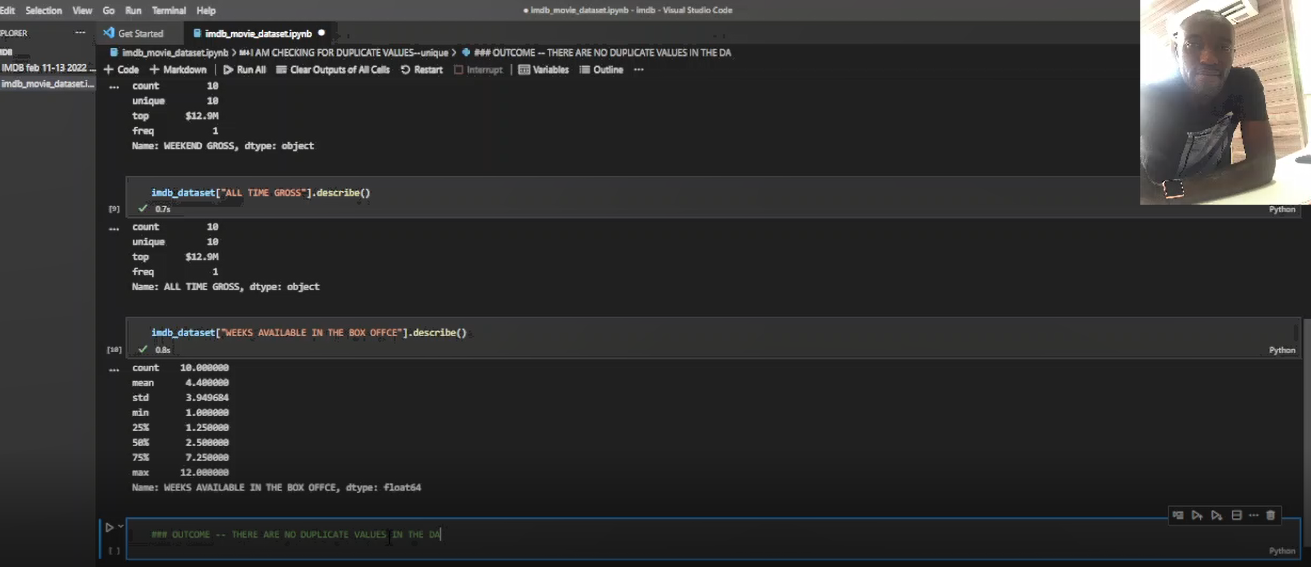 Edit Selection View Go Run Terminal Help
● imdb_movie_dataset.ipynb - imdb - Visual Studio Code
PLORER ...
Get Started
imdb_movie_dataset.ipynb ●
MDB
imdb_movie_dataset.ipynb > M↓I AM CHECKING FOR DUPLICATE VALUES--unique > ### OUTCOME -- THERE ARE NO DUPLICATE VALUES IN THE DA
IMDB feb 11-13 2022 ...
imdb_movie_dataset.i...
+ Code + Markdown | Run All Clear Outputs of All Cells Restart Interrupt | Variables Outline ...
... count 10
unique 10
top $12.9M
freq 1
Name: WEEKEND GROSS, dtype: object
imdb_dataset["ALL TIME GROSS"].describe()
[9] ✓ 0.7s Python
... count 10
unique 10
top $12.9M
freq 1
Name: ALL TIME GROSS, dtype: object
imdb_dataset["WEEKS AVAILABLE IN THE BOX OFFCE"].describe()
[10] ✓ 0.8s Python
... count 10.000000
mean 4.400000
std 3.949684
min 1.000000
25% 1.250000
50% 2.500000
75% 7.250000
max 12.000000
Name: WEEKS AVAILABLE IN THE BOX OFFCE, dtype: float64
### OUTCOME -- THERE ARE NO DUPLICATE VALUES IN THE DA
[ ] Python